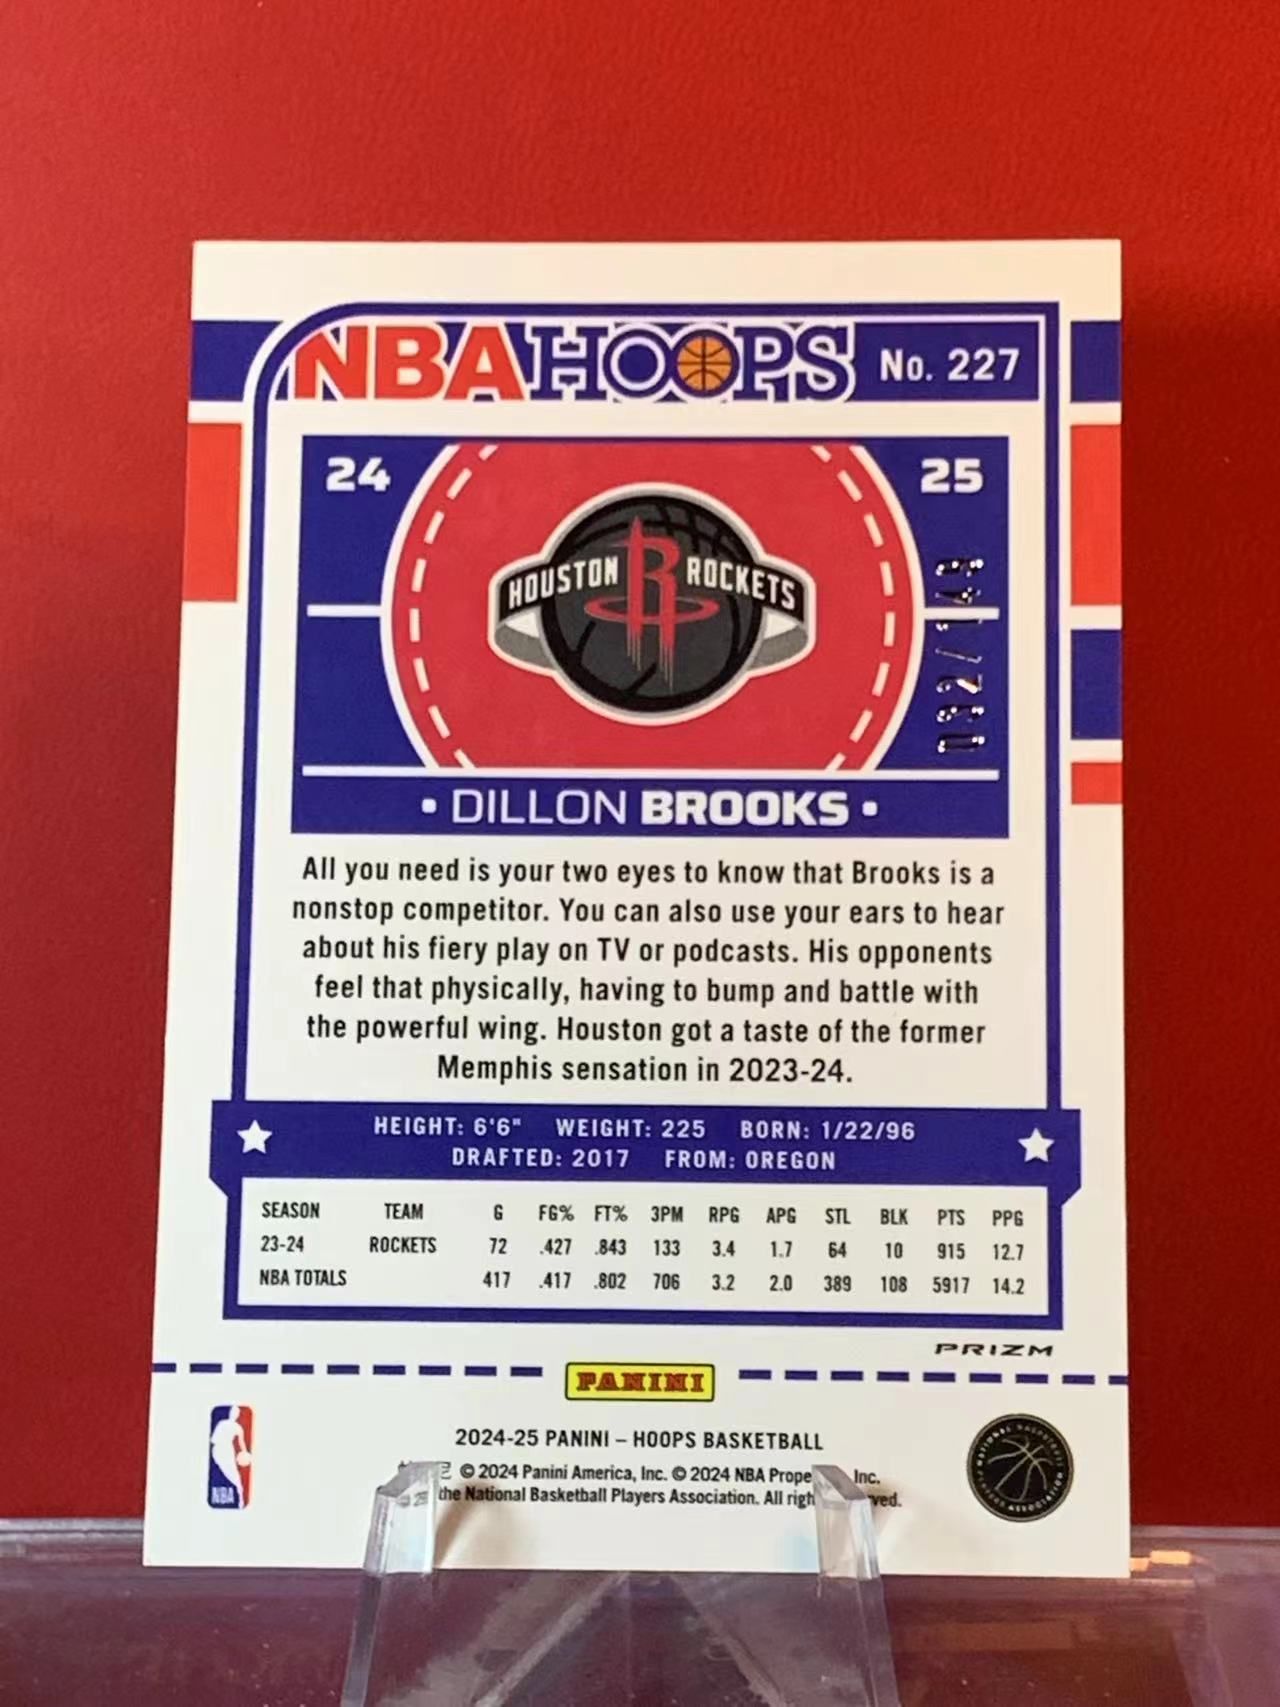 NBA HOOPS No. 227
24
25
HOUSTON ROCKETS
032/149
• DILLON BROOKS •
All you need is your two eyes to know that Brooks is a
nonstop competitor. You can also use your ears to hear
about his fiery play on TV or podcasts. His opponents
feel that physically, having to bump and battle with
the powerful wing. Houston got a taste of the former
Memphis sensation in 2023-24.
HEIGHT: 6'6" WEIGHT: 225 BORN: 1/22/96
DRAFTED: 2017 FROM: OREGON
SEASON TEAM G FG% FT% 3PM RPG APG STL BLK PTS PPG
23-24 ROCKETS 72 .427 .843 133 3.4 1.7 64 10 915 12.7
NBA TOTALS 417 .417 .802 706 3.2 2.0 389 108 5917 14.2
PRIZM
PANINI
NBA
2024-25 PANINI – HOOPS BASKETBALL
© 2024 Panini America, Inc. © 2024 NBA Inc.
the National Basketball Players Association. All
NATIONAL BASKETBALL PLAYERS ASSOCIATION